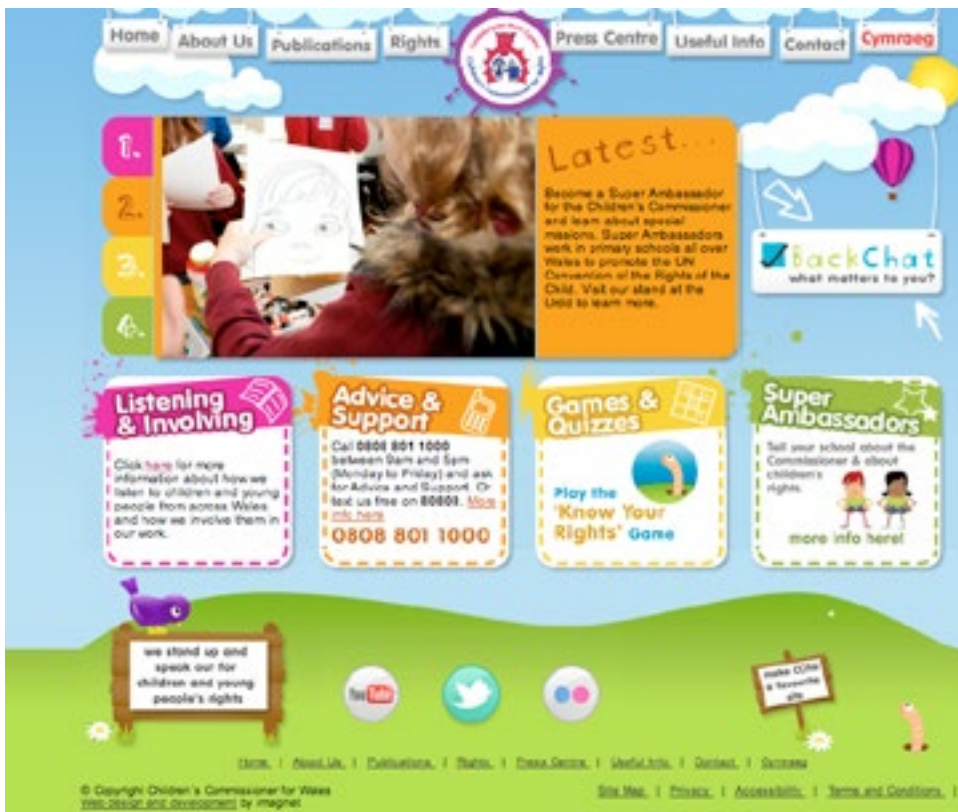 Home About Us Publications Rights Press Centre Useful Info Contact Cymraeg
1.
2.
3.
4.
Latest...
Become a Super Ambassador
for the Children's Commissioner
and learn about special
missions. Super Ambassadors
work in primary schools all over
Wales to promote the UN
Convention of the Rights of the
Child. Visit our stand at the
Urdd to learn more.
BackChat
what matters to you?
Listening
& Involving
Click here for more
information about how we
listen to children and young
people from across Wales
and how we involve them in
our work.
Advice &
Support
Call 0808 801 1000
between 9am and 5pm
(Monday to Friday) and ask
for Advice and Support. Or
text us free on 80800. More
info here
0808 801 1000
Games &
Quizzes
Play the
'Know Your
Rights' Game
Super
Ambassadors
Tell your school about the
Commissioner & about
children's
rights.
more info here!
we stand up and
speak out for
children and young
people's rights
You Tube
make
a favourite
site
Home | About Us | Publications | Rights | Press Centre | Useful Info | Contact | Cymraeg
© Copyright Children's Commissioner for Wales
Web design and development by imaginet
Site Map | Privacy | Accessibility | Terms and Conditions |